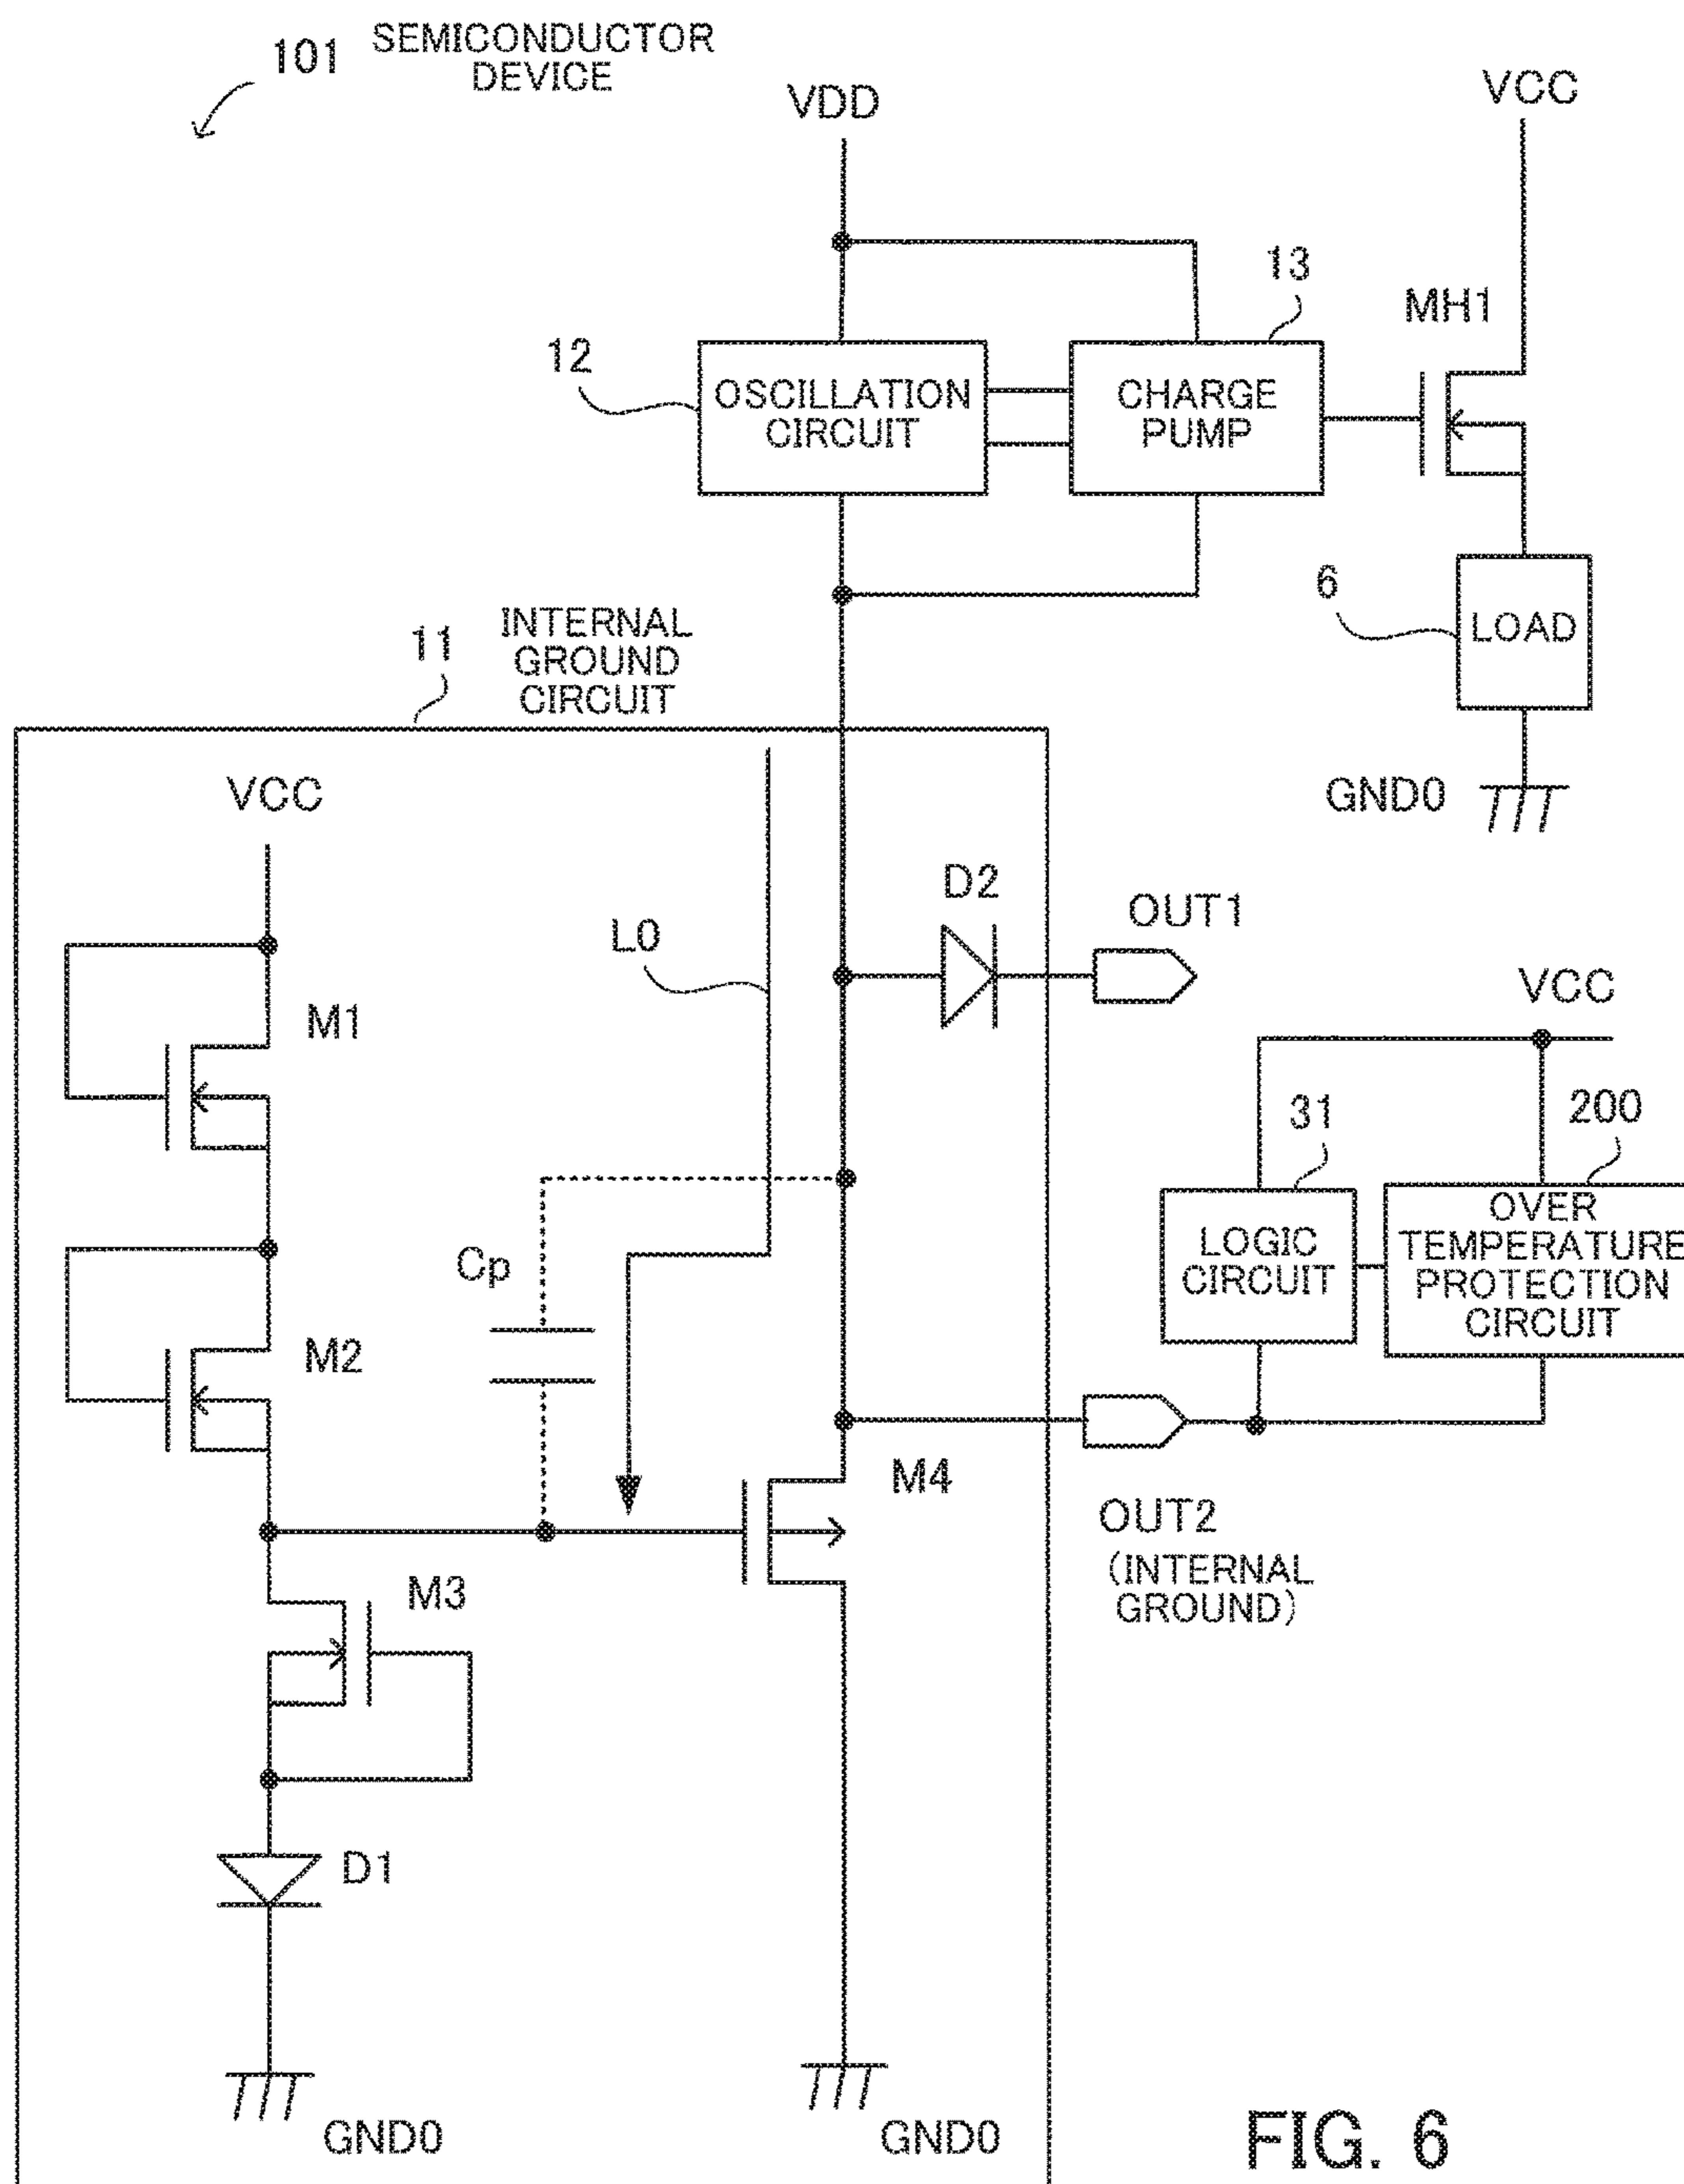 101
SEMICONDUCTOR
DEVICE
VDD
VCC
13
MH1
12
OSCILLATION
CIRCUIT
CHARGE
PUMP
6
LOAD
11
INTERNAL
GROUND
CIRCUIT
GND0
VCC
D2
OUT1
L0
VCC
M1
31
200
LOGIC
CIRCUIT
OVER
TEMPERATURE
PROTECTION
CIRCUIT
Cp
M2
M4
OUT2
(INTERNAL
GROUND)
M3
D1
GND0
GND0
FIG. 6